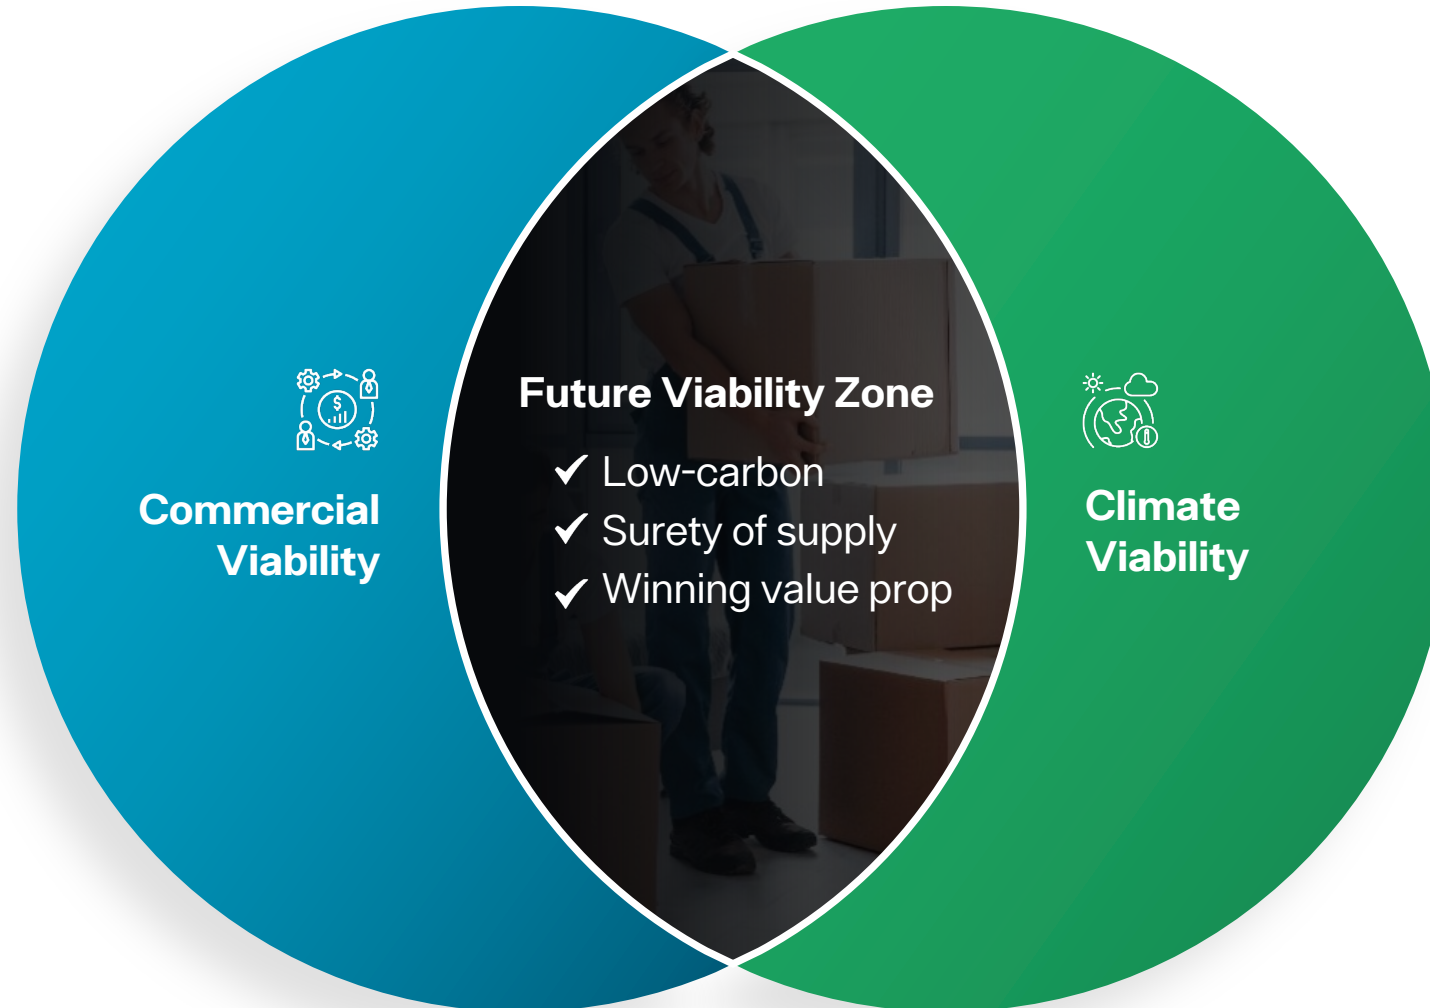 Commercial
Viability
Future Viability Zone
Low-carbon
Surety of supply
Winning value prop
Climate
Viability
$